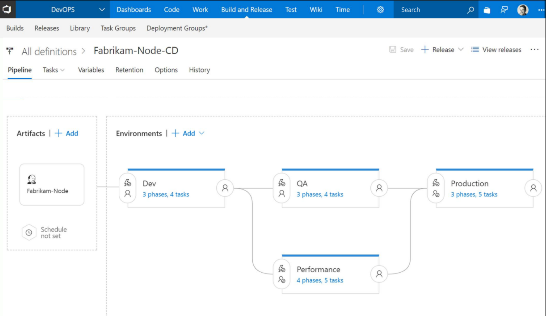 DevOPS
Dashboards Code Work Build and Release Test Wiki Time
Search
Builds Releases Library Task Groups Deployment Groups*
All definitions > Fabrikam-Node-CD
Save + Release View releases ...
Pipeline Tasks Variables Retention Options History
Artifacts | + Add
Environments | + Add
Fabrikam-Node
Schedule
not set
Dev
3 phases, 4 tasks
QA
3 phases, 4 tasks
Production
3 phases, 5 tasks
Performance
4 phases, 5 tasks